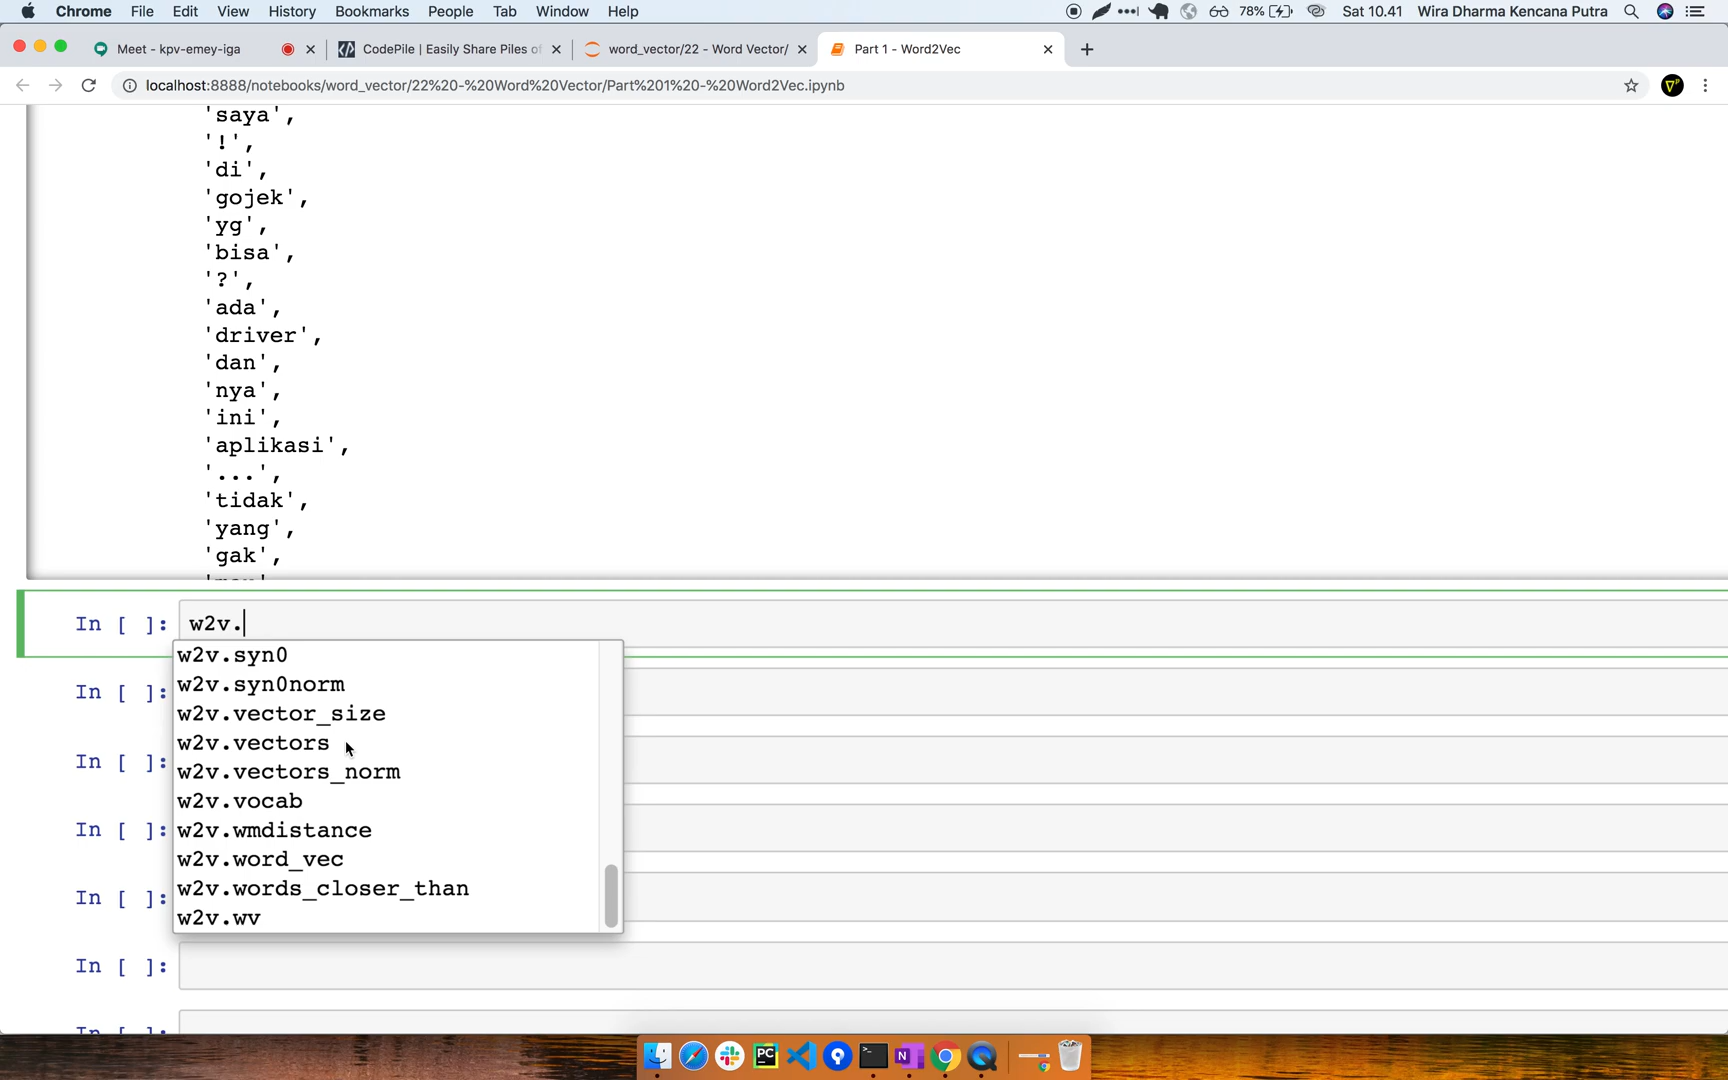 Chrome File Edit View History Bookmarks People Tab Window Help 78% Sat 10.41 Wira Dharma Kencana Putra
Meet - kpv-emey-iga CodePile | Easily Share Piles of word_vector/22 - Word Vector/ Part 1 - Word2Vec
localhost:8888/notebooks/word_vector/22%20-%20Word%20Vector/Part%201%20-%20Word2Vec.ipynb
'saya',
'!',
'di',
'gojek',
'yg',
'bisa',
'?',
'ada',
'driver',
'dan',
'nya',
'ini',
'aplikasi',
'...',
'tidak',
'yang',
'gak',
In [ ]: w2v.
w2v.syn0
In [ ]: w2v.syn0norm
w2v.vector_size
In [ ]: w2v.vectors
w2v.vectors_norm
w2v.vocab
In [ ]: w2v.wmdistance
w2v.word_vec
In [ ]: w2v.words_closer_than
w2v.wv
In [ ]:
In [ ]: